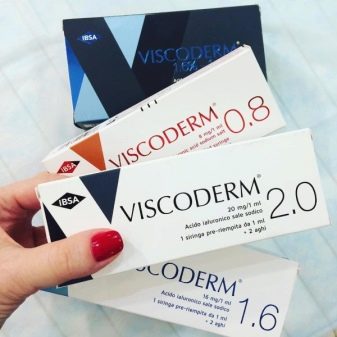 IBSA
VISCODERM®
1.6%
VISCODERM® 0.8
8 mg/1 ml
IBSA
VISCODERM® 2.0
20 mg/1 ml
Acido ialuronico sale sodico
1 siringa pre-riempita da 1 ml
+ 2 aghi
IBSA
VISCODERM® 1.6
16 mg/1 ml
Acido ialuronico sale sodico
1 siringa pre-riempita da 1 ml
+ 2 aghi